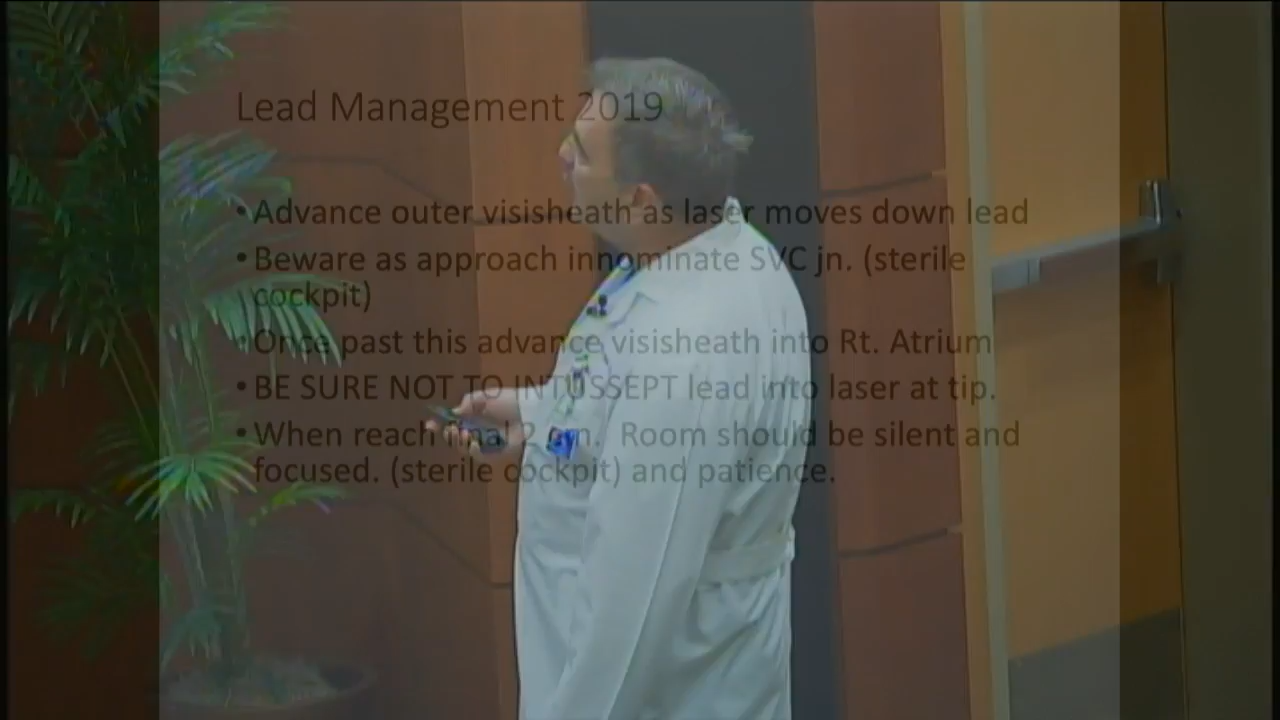 Lead Management 2019
• Advance outer visisheath as laser moves down lead
• Beware as approach innominate SVC jn. (sterile
cockpit)
• Once past this advance visisheath into Rt. Atrium
• BE SURE NOT TO INTUSSEPT lead into laser at tip.
• When reach final 2 cm. Room should be silent and
focused. (sterile cockpit) and patience.